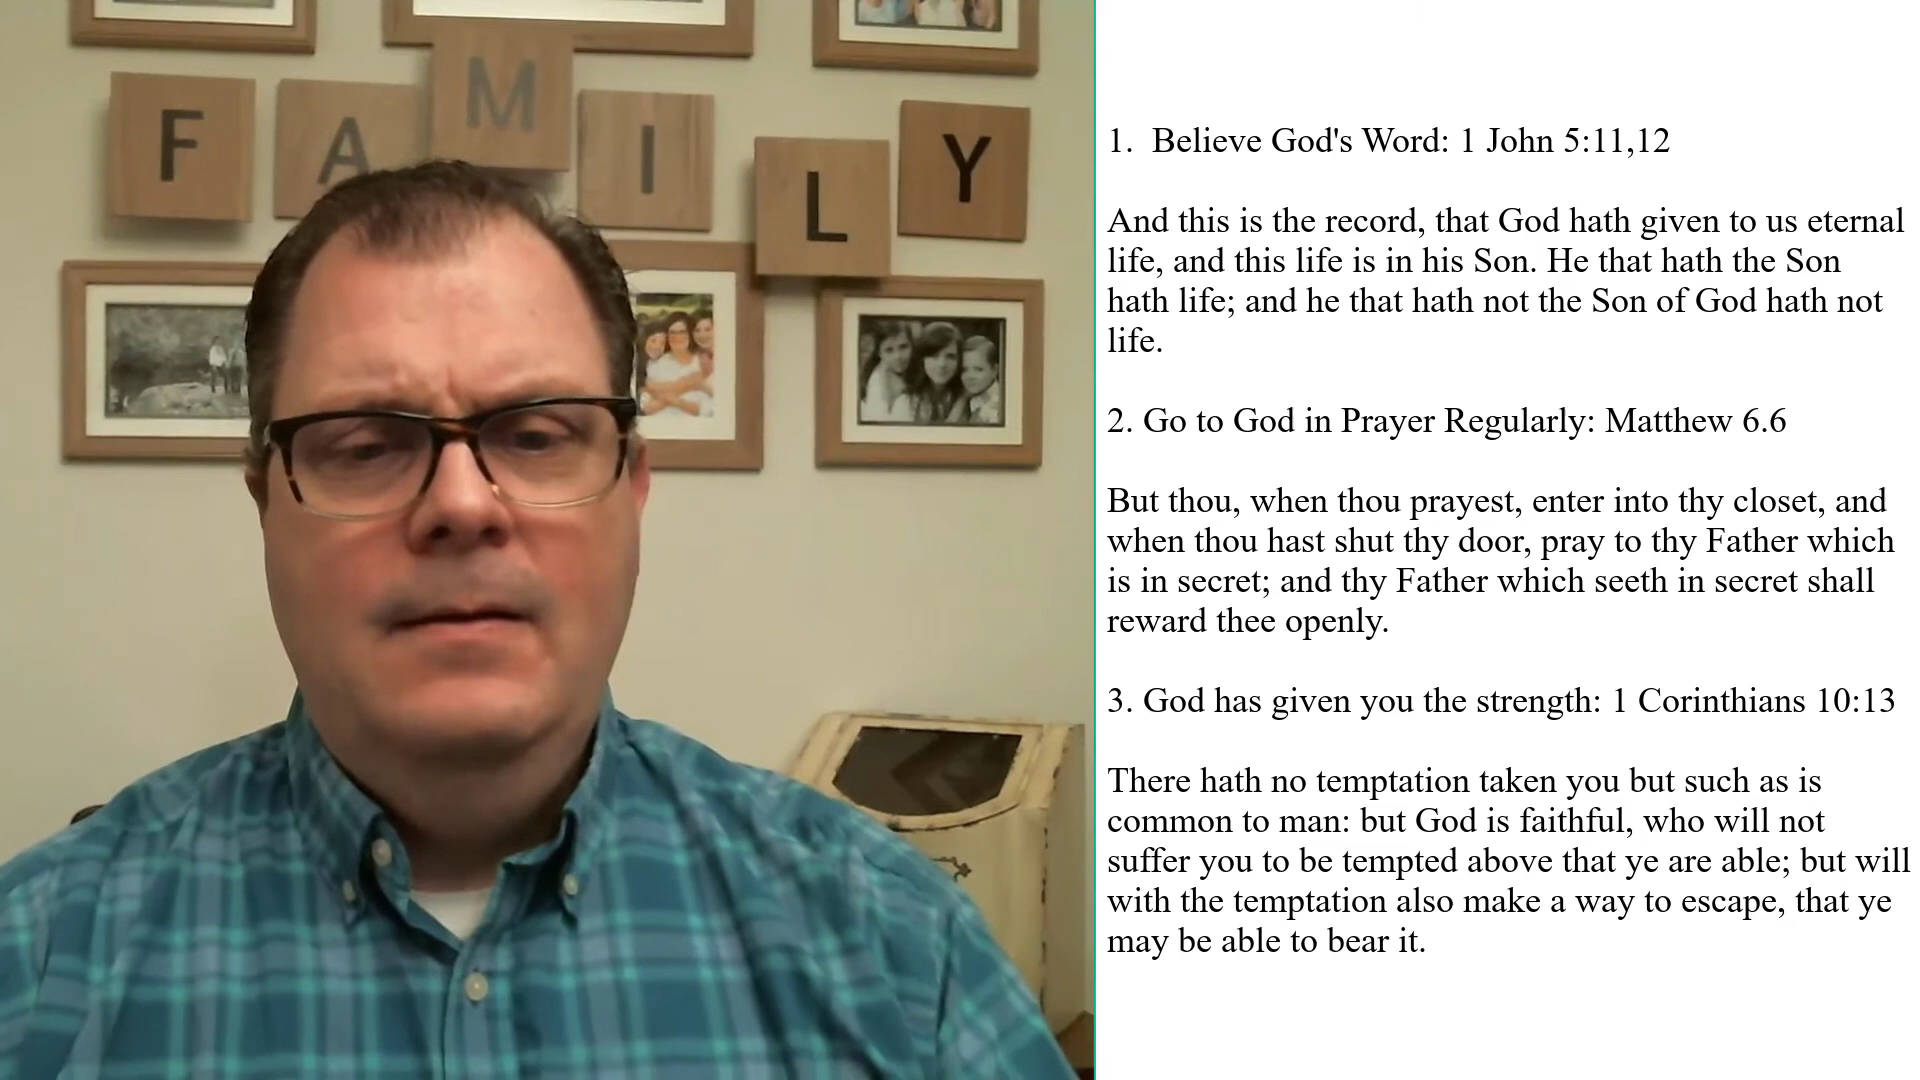 FAMILY
1. Believe God's Word: 1 John 5:11,12
And this is the record, that God hath given to us eternal
life, and this life is in his Son. He that hath the Son
hath life; and he that hath not the Son of God hath not
life.
2. Go to God in Prayer Regularly: Matthew 6.6
But thou, when thou prayest, enter into thy closet, and
when thou hast shut thy door, pray to thy Father which
is in secret; and thy Father which seeth in secret shall
reward thee openly.
3. God has given you the strength: 1 Corinthians 10:13
There hath no temptation taken you but such as is
common to man: but God is faithful, who will not
suffer you to be tempted above that ye are able; but will
with the temptation also make a way to escape, that ye
may be able to bear it.